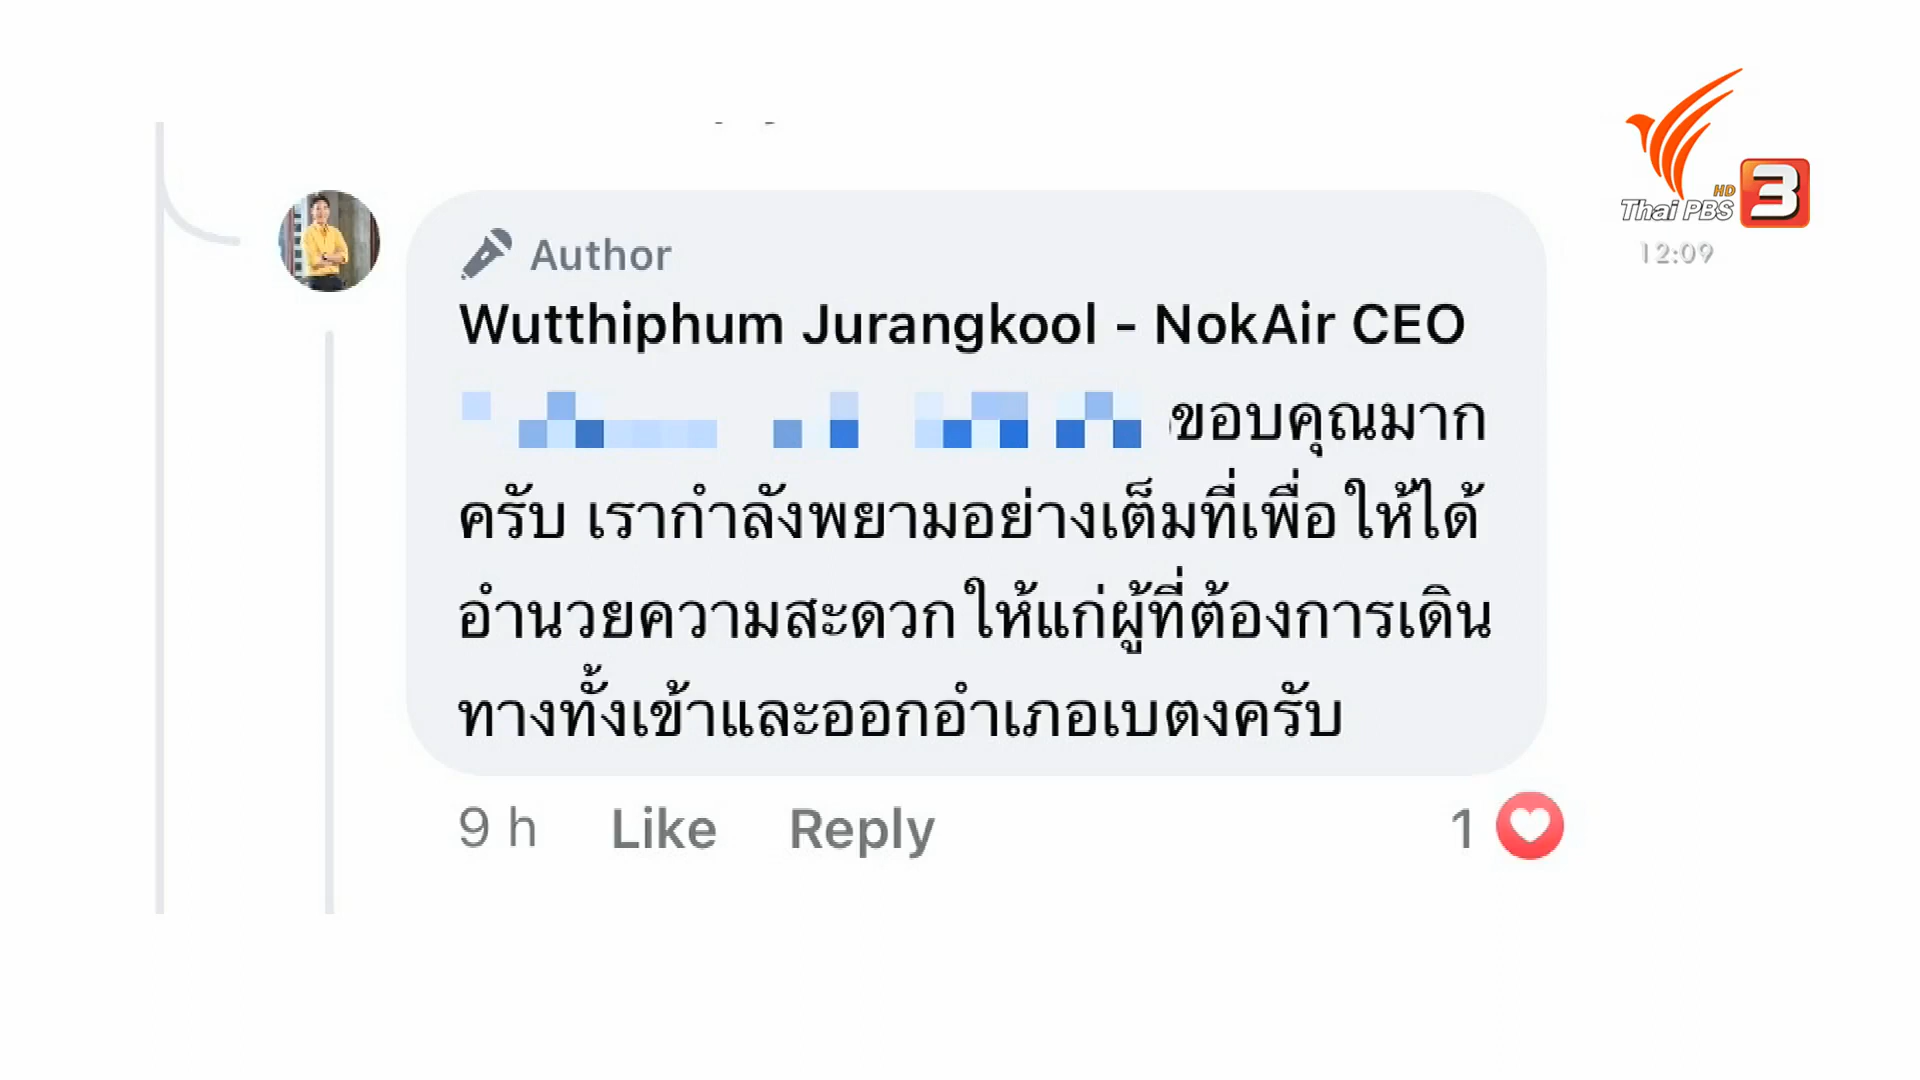 HD
Thai PBS 3
12:09
Author
Wutthiphum Jurangkool - NokAir CEO
ขอบคุณมาก
ครับ เรากำลังพยามอย่างเต็มที่เพื่อให้ได้
อำนวยความสะดวกให้แก่ผู้ที่ต้องการเดิน
ทางทั้งเข้าและออกอำเภอเบตงครับ
9 h Like Reply 1